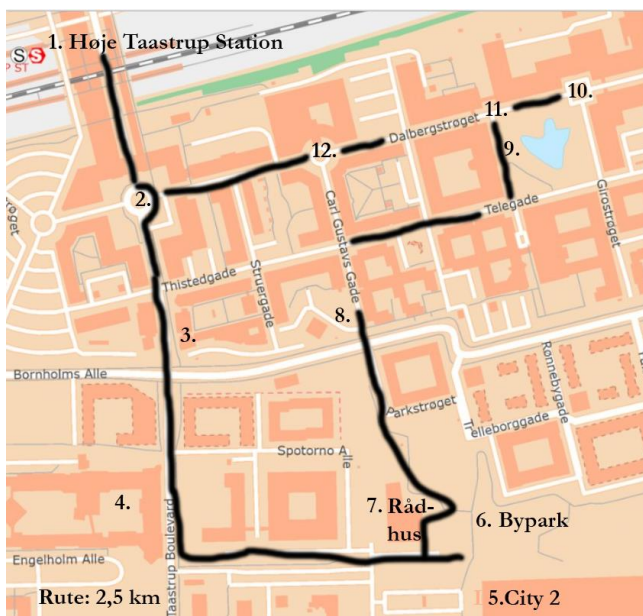 1. Høje Taastrup Station
S S
P ST
10.
11.
Dalbergstrøget
12.
9.
2.
Telegade
Girostrøget
Carl Gustavs Gade
Thistedgade
Struergade
8.
3.
Bornholms Alle
Rønnebygade
Parkstrøget
Trelleborggade
Spotorno Alle
4.
7. Råd-
hus
6. Bypark
Engelholm Alle
Taastrup Boulevard
Rute: 2,5 km
5.City 2